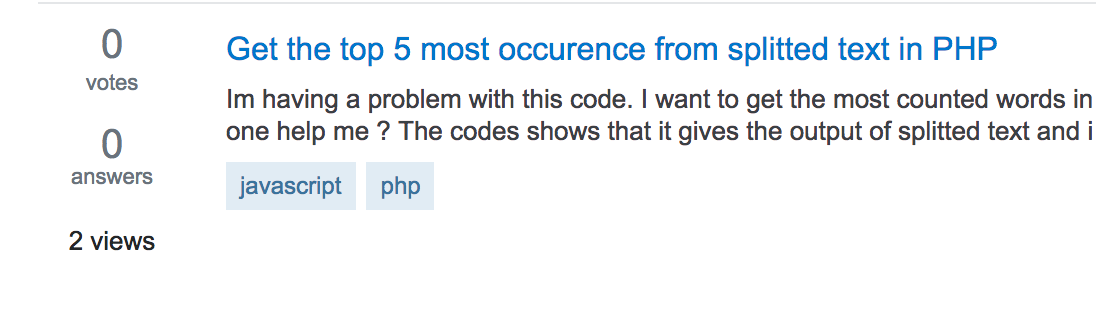 0
votes
0
answers
2 views
Get the top 5 most occurence from splitted text in PHP
Im having a problem with this code. I want to get the most counted words in
one help me ? The codes shows that it gives the output of splitted text and i
javascript php